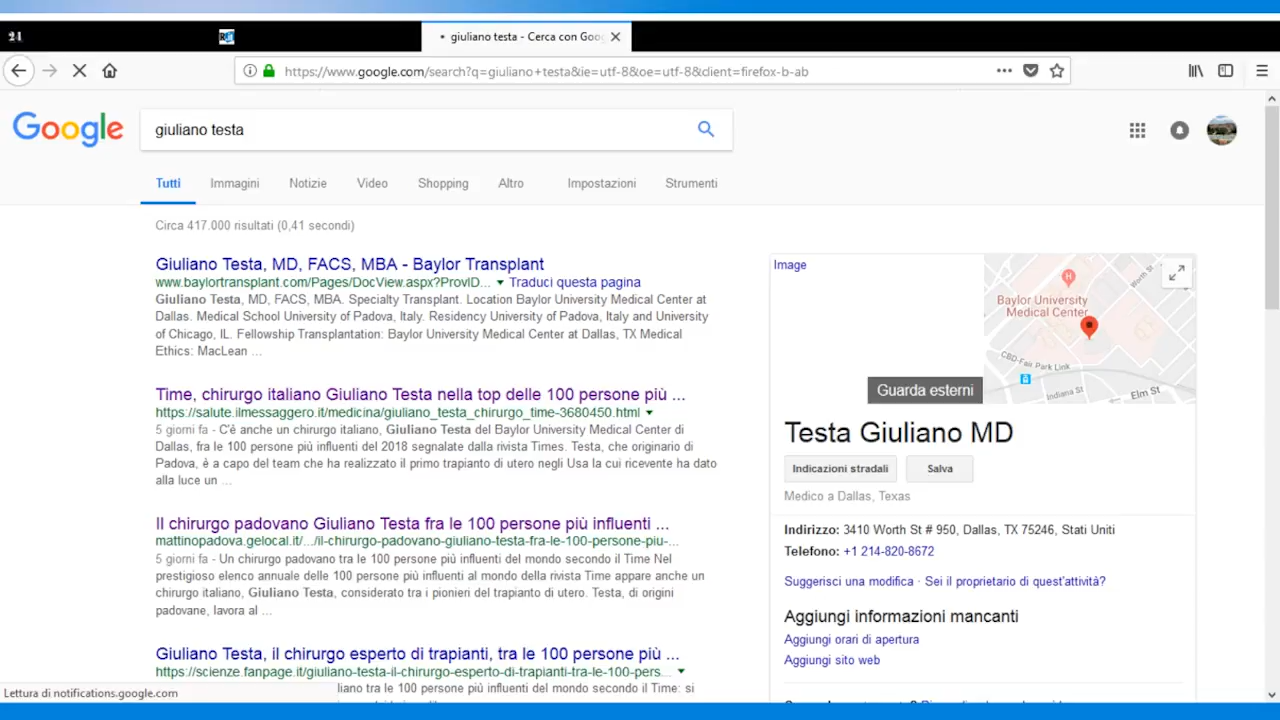 21
giuliano testa - Cerca con Goo
https://www.google.com/search?q=giuliano+testa&ie=utf-8&oe=utf-8&client=firefox-b-ab
Google
giuliano testa
Tutti Immagini Notizie Video Shopping Altro Impostazioni Strumenti
Circa 417.000 risultati (0,41 secondi)
Giuliano Testa, MD, FACS, MBA - Baylor Transplant
www.baylortransplant.com/Pages/DocView.aspx?ProvID... Traduci questa pagina
Giuliano Testa, MD, FACS, MBA. Specialty Transplant. Location Baylor University Medical Center at
Dallas. Medical School University of Padova, Italy. Residency University of Padova, Italy and University
of Chicago, IL. Fellowship Transplantation: Baylor University Medical Center at Dallas, TX Medical
Ethics: MacLean ...
Time, chirurgo italiano Giuliano Testa nella top delle 100 persone più ...
https://salute.ilmessaggero.it/medicina/giuliano_testa_chirurgo_time-3680450.html
5 giorni fa - C'è anche un chirurgo italiano, Giuliano Testa del Baylor University Medical Center di
Dallas, fra le 100 persone più influenti del 2018 segnalate dalla rivista Times. Testa, che originario di
Padova, è a capo del team che ha realizzato il primo trapianto di utero negli Usa la cui ricevente ha dato
alla luce un ...
Il chirurgo padovano Giuliano Testa fra le 100 persone più influenti ...
mattinopadova.gelocal.it/.../il-chirurgo-padovano-giuliano-testa-fra-le-100-persone-piu-...
5 giorni fa - Un chirurgo padovano tra le 100 persone più influenti del mondo secondo il Time Nel
prestigioso elenco annuale delle 100 persone più influenti al mondo della rivista Time appare anche un
chirurgo italiano, Giuliano Testa, considerato tra i pionieri del trapianto di utero. Testa, di origini
padovane, lavora al ...
Giuliano Testa, il chirurgo esperto di trapianti, tra le 100 persone più ...
https://scienze.fanpage.it/giuliano-testa-il-chirurgo-esperto-di-trapianti-tra-le-100-pers...
liano tra le 100 persone più influenti del mondo secondo il Time: si
Lettura di notifications.google.com
Image
Baylor University
Medical Center
Worth St
CBD-Fair Park Link
Indiana St
Elm St
Guarda esterni
Testa Giuliano MD
Indicazioni stradali Salva
Medico a Dallas, Texas
Indirizzo: 3410 Worth St # 950, Dallas, TX 75246, Stati Uniti
Telefono: +1 214-820-8672
Suggerisci una modifica · Sei il proprietario di quest'attività?
Aggiungi informazioni mancanti
Aggiungi orari di apertura
Aggiungi sito web